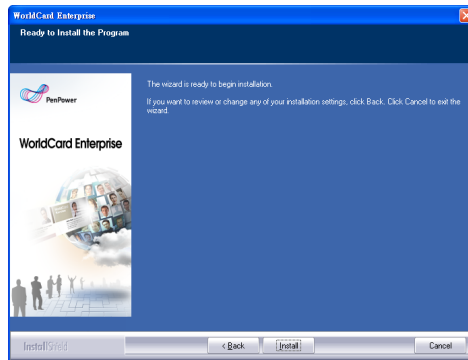 WorldCard Enterprise
Ready to Install the Program
PenPower
WorldCard Enterprise
The wizard is ready to begin installation.
If you want to review or change any of your installation settings, click Back. Click Cancel to exit the
wizard.
InstallShield
< Back
Install
Cancel